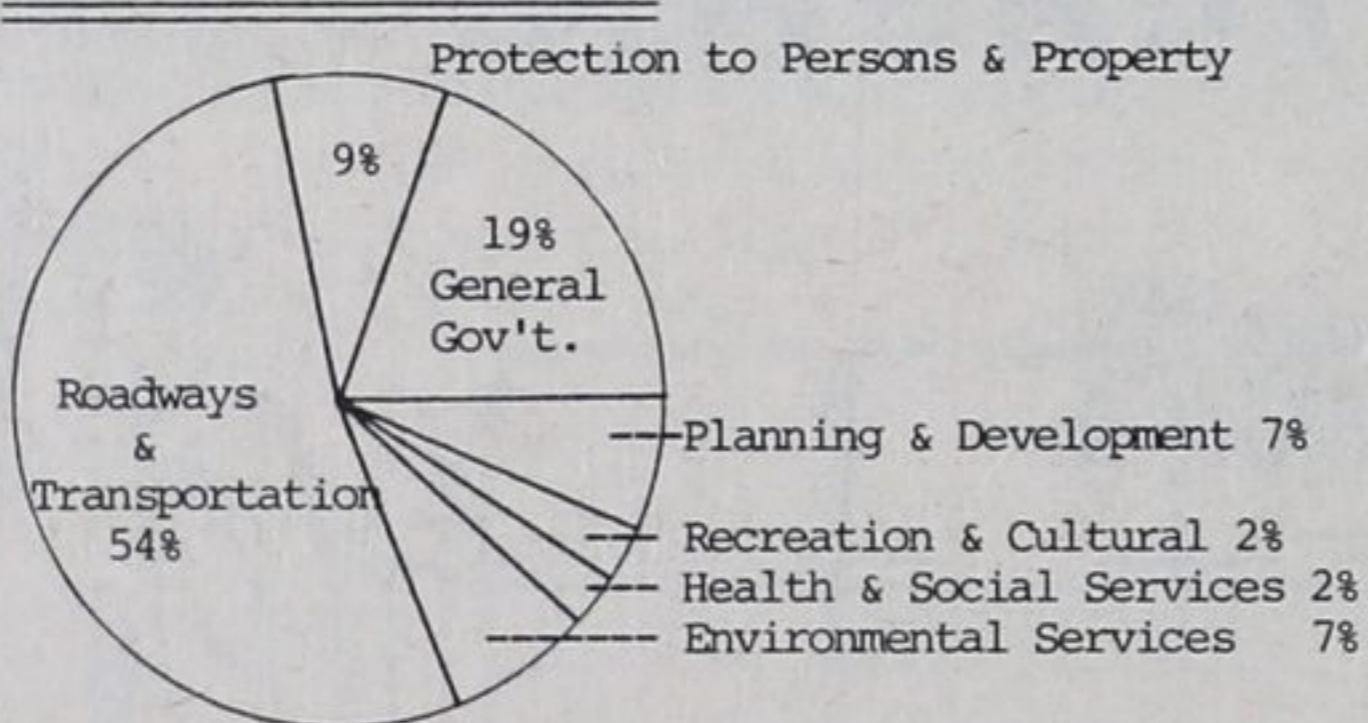 Protection to Persons & Property
9%
19%
General
Gov't.
Roadways
&
Transportation
54%
Planning & Development 7%
Recreation & Cultural 2%
Health & Social Services 2%
Environmental Services 7%